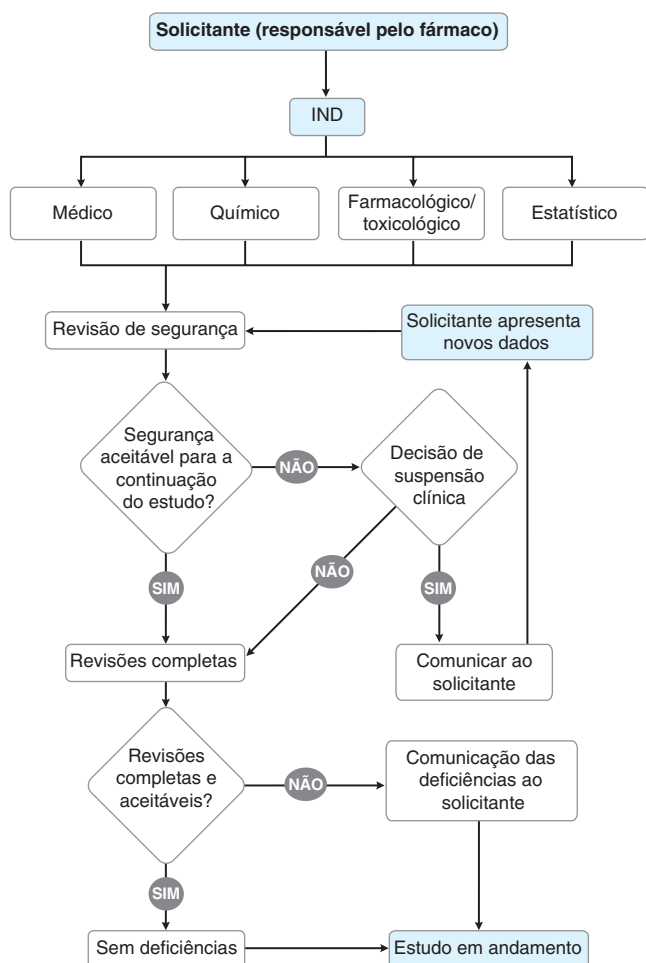 Solicitante (responsável pelo fármaco)
IND
Médico
Químico
Farmacológico/
toxicológico
Estatístico
Revisão de segurança
Solicitante apresenta
novos dados
Segurança
aceitável para a
continuação
do estudo?
NÃO
Decisão de
suspensão
clínica
NÃO
SIM
SIM
Revisões completas
Comunicar ao
solicitante
Revisões
completas e
aceitáveis?
NÃO
Comunicação das
deficiências ao
solicitante
SIM
Sem deficiências
Estudo em andamento